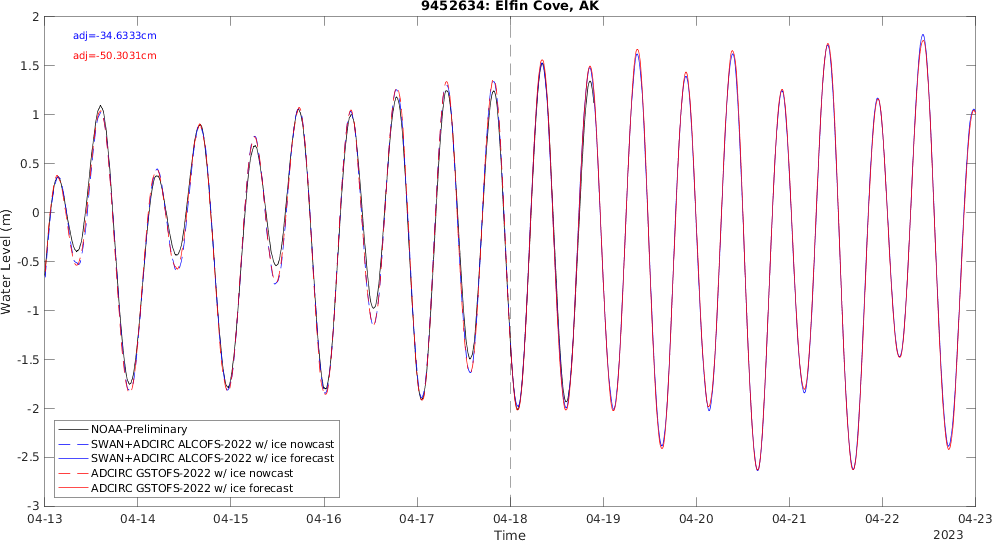 9452634: Elfin Cove, AK
adj=-34.6333cm
adj=-50.3031cm
Water Level (m)
2
1.5
1
0.5
0
-0.5
-1
-1.5
-2
-2.5
-3
NOAA-Preliminary
SWAN+ADCIRC ALCOFS-2022 w/ ice nowcast
SWAN+ADCIRC ALCOFS-2022 w/ ice forecast
ADCIRC GSTOFS-2022 w/ ice nowcast
ADCIRC GSTOFS-2022 w/ ice forecast
04-13 04-14 04-15 04-16 04-17 04-18 04-19 04-20 04-21 04-22 04-23
Time
2023